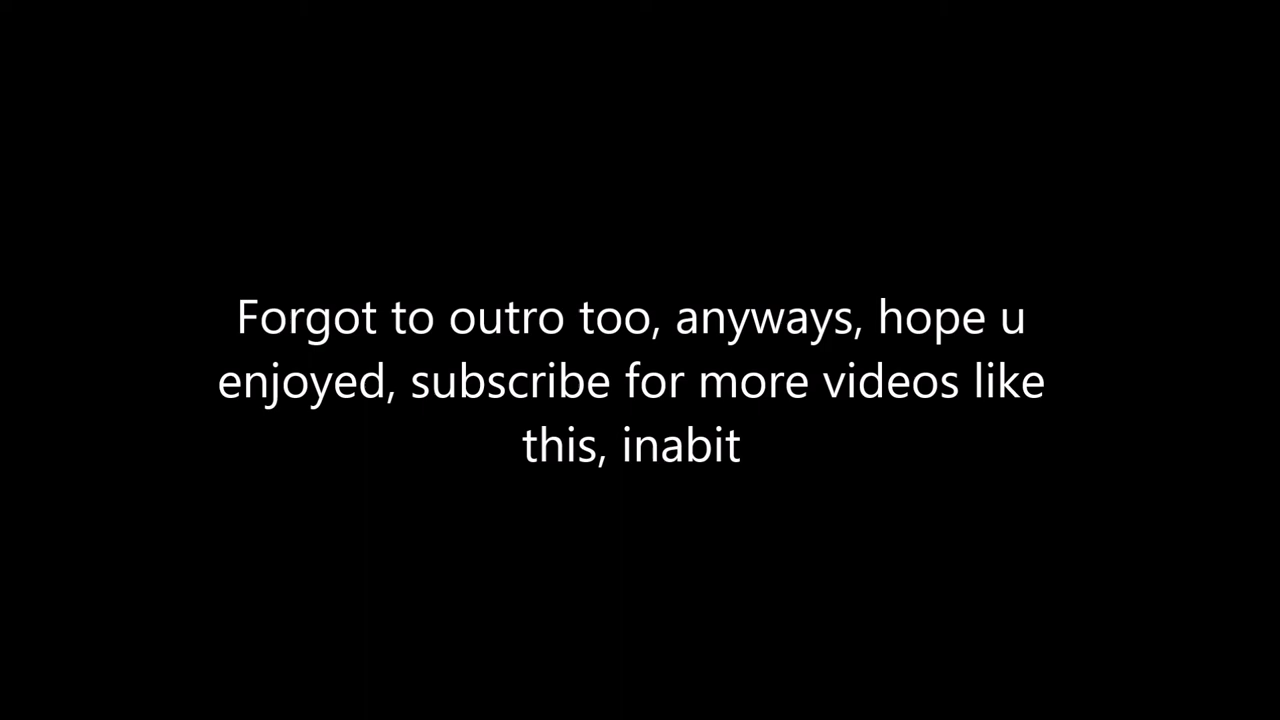 Forgot to outro too, anyways, hope u
enjoyed, subscribe for more videos like
this, inabit